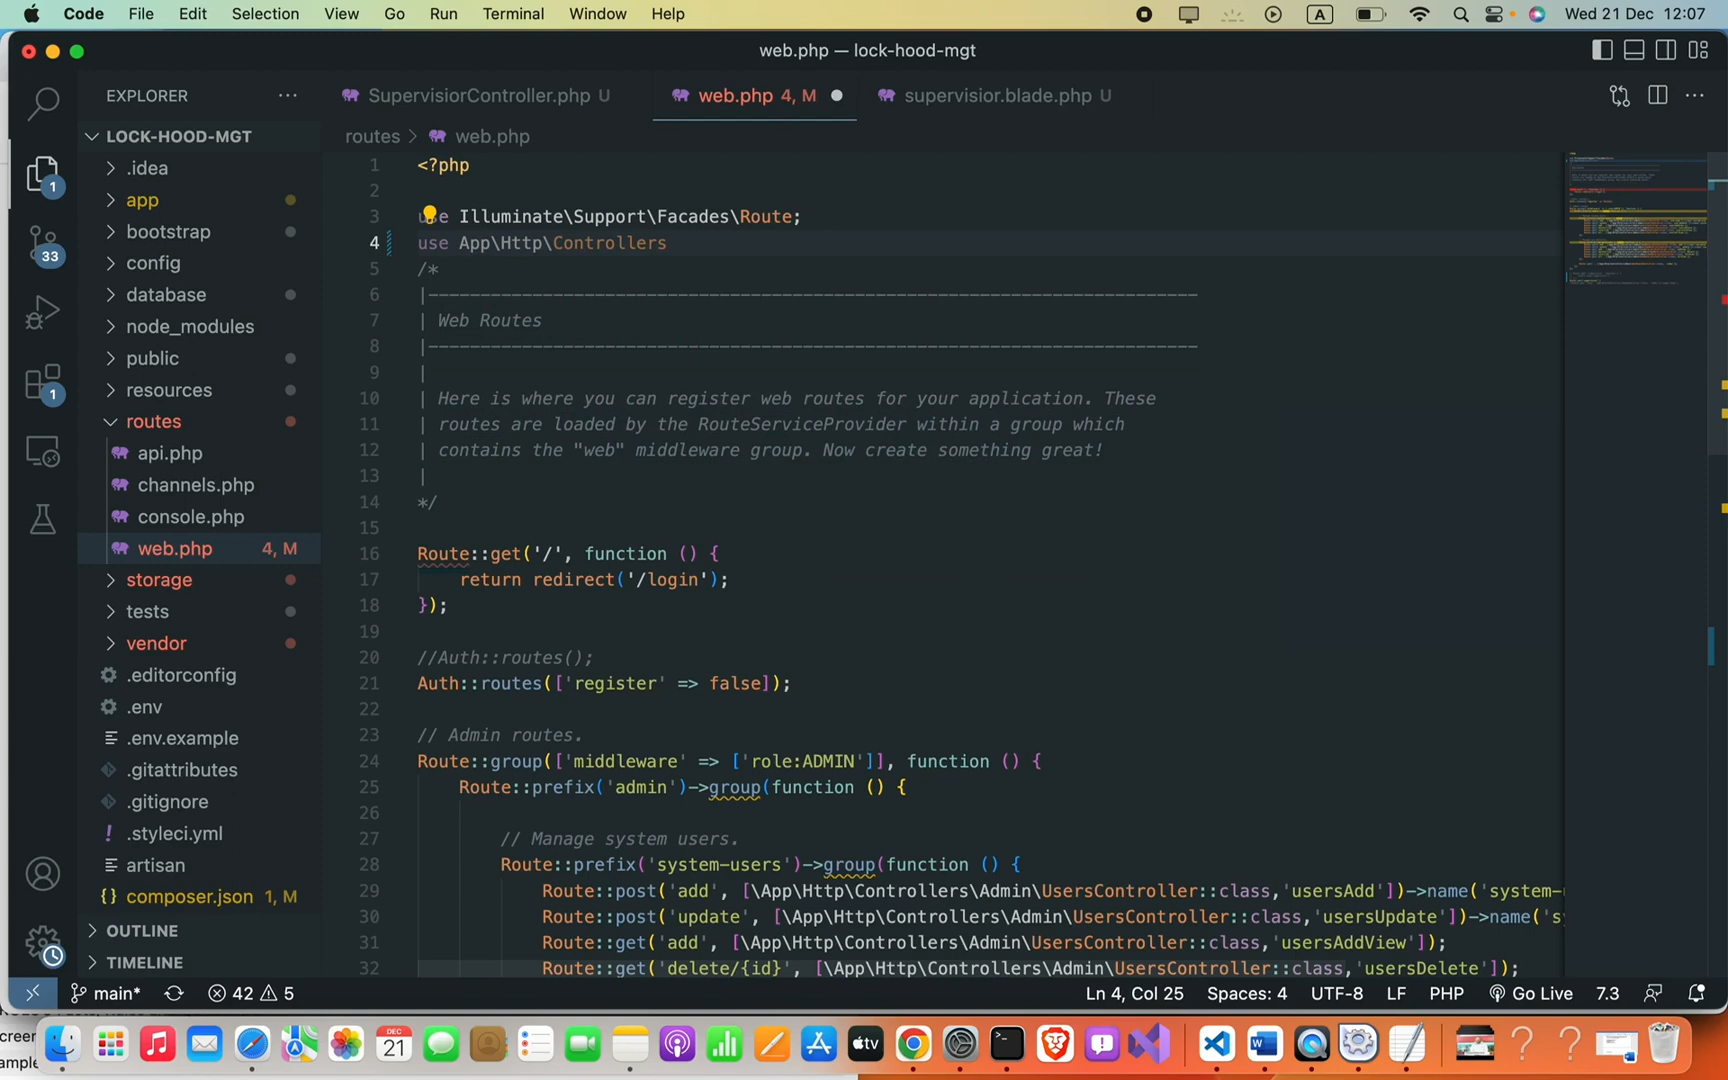 Code File Edit Selection View Go Run Terminal Window Help A Wed 21 Dec 12:07
web.php — lock-hood-mgt
EXPLORER
SupervisiorController.php U
web.php 4, M
supervisior.blade.php U
LOCK-HOOD-MGT
routes > web.php
.idea
app
bootstrap
config
database
node_modules
public
resources
routes
api.php
channels.php
console.php
web.php 4, M
storage
tests
vendor
.editorconfig
.env
.env.example
.gitattributes
.gitignore
.styleci.yml
artisan
composer.json 1, M
OUTLINE
TIMELINE
1
33
1
1 <?php
2
3 use Illuminate\Support\Facades\Route;
4 use App\Http\Controllers
5 /*
6 |--------------------------------------------------------------------------
7 | Web Routes
8 |--------------------------------------------------------------------------
9 |
10 | Here is where you can register web routes for your application. These
11 | routes are loaded by the RouteServiceProvider within a group which
12 | contains the "web" middleware group. Now create something great!
13 |
14 */
15
16 Route::get('/', function () {
17 return redirect('/login');
18 });
19
20 //Auth::routes();
21 Auth::routes(['register' => false]);
22
23 // Admin routes.
24 Route::group(['middleware' => ['role:ADMIN']], function () {
25 Route::prefix('admin')->group(function () {
26
27 // Manage system users.
28 Route::prefix('system-users')->group(function () {
29 Route::post('add', [\App\Http\Controllers\Admin\UsersController::class,'usersAdd'])->name('system-
30 Route::post('update', [\App\Http\Controllers\Admin\UsersController::class,'usersUpdate'])->name('sy
31 Route::get('add', [\App\Http\Controllers\Admin\UsersController::class,'usersAddView']);
32 Route::get('delete/{id}', [\App\Http\Controllers\Admin\UsersController::class,'usersDelete']);
main* 42 5 Ln 4, Col 25 Spaces: 4 UTF-8 LF PHP Go Live 7.3
DEC
21
tv